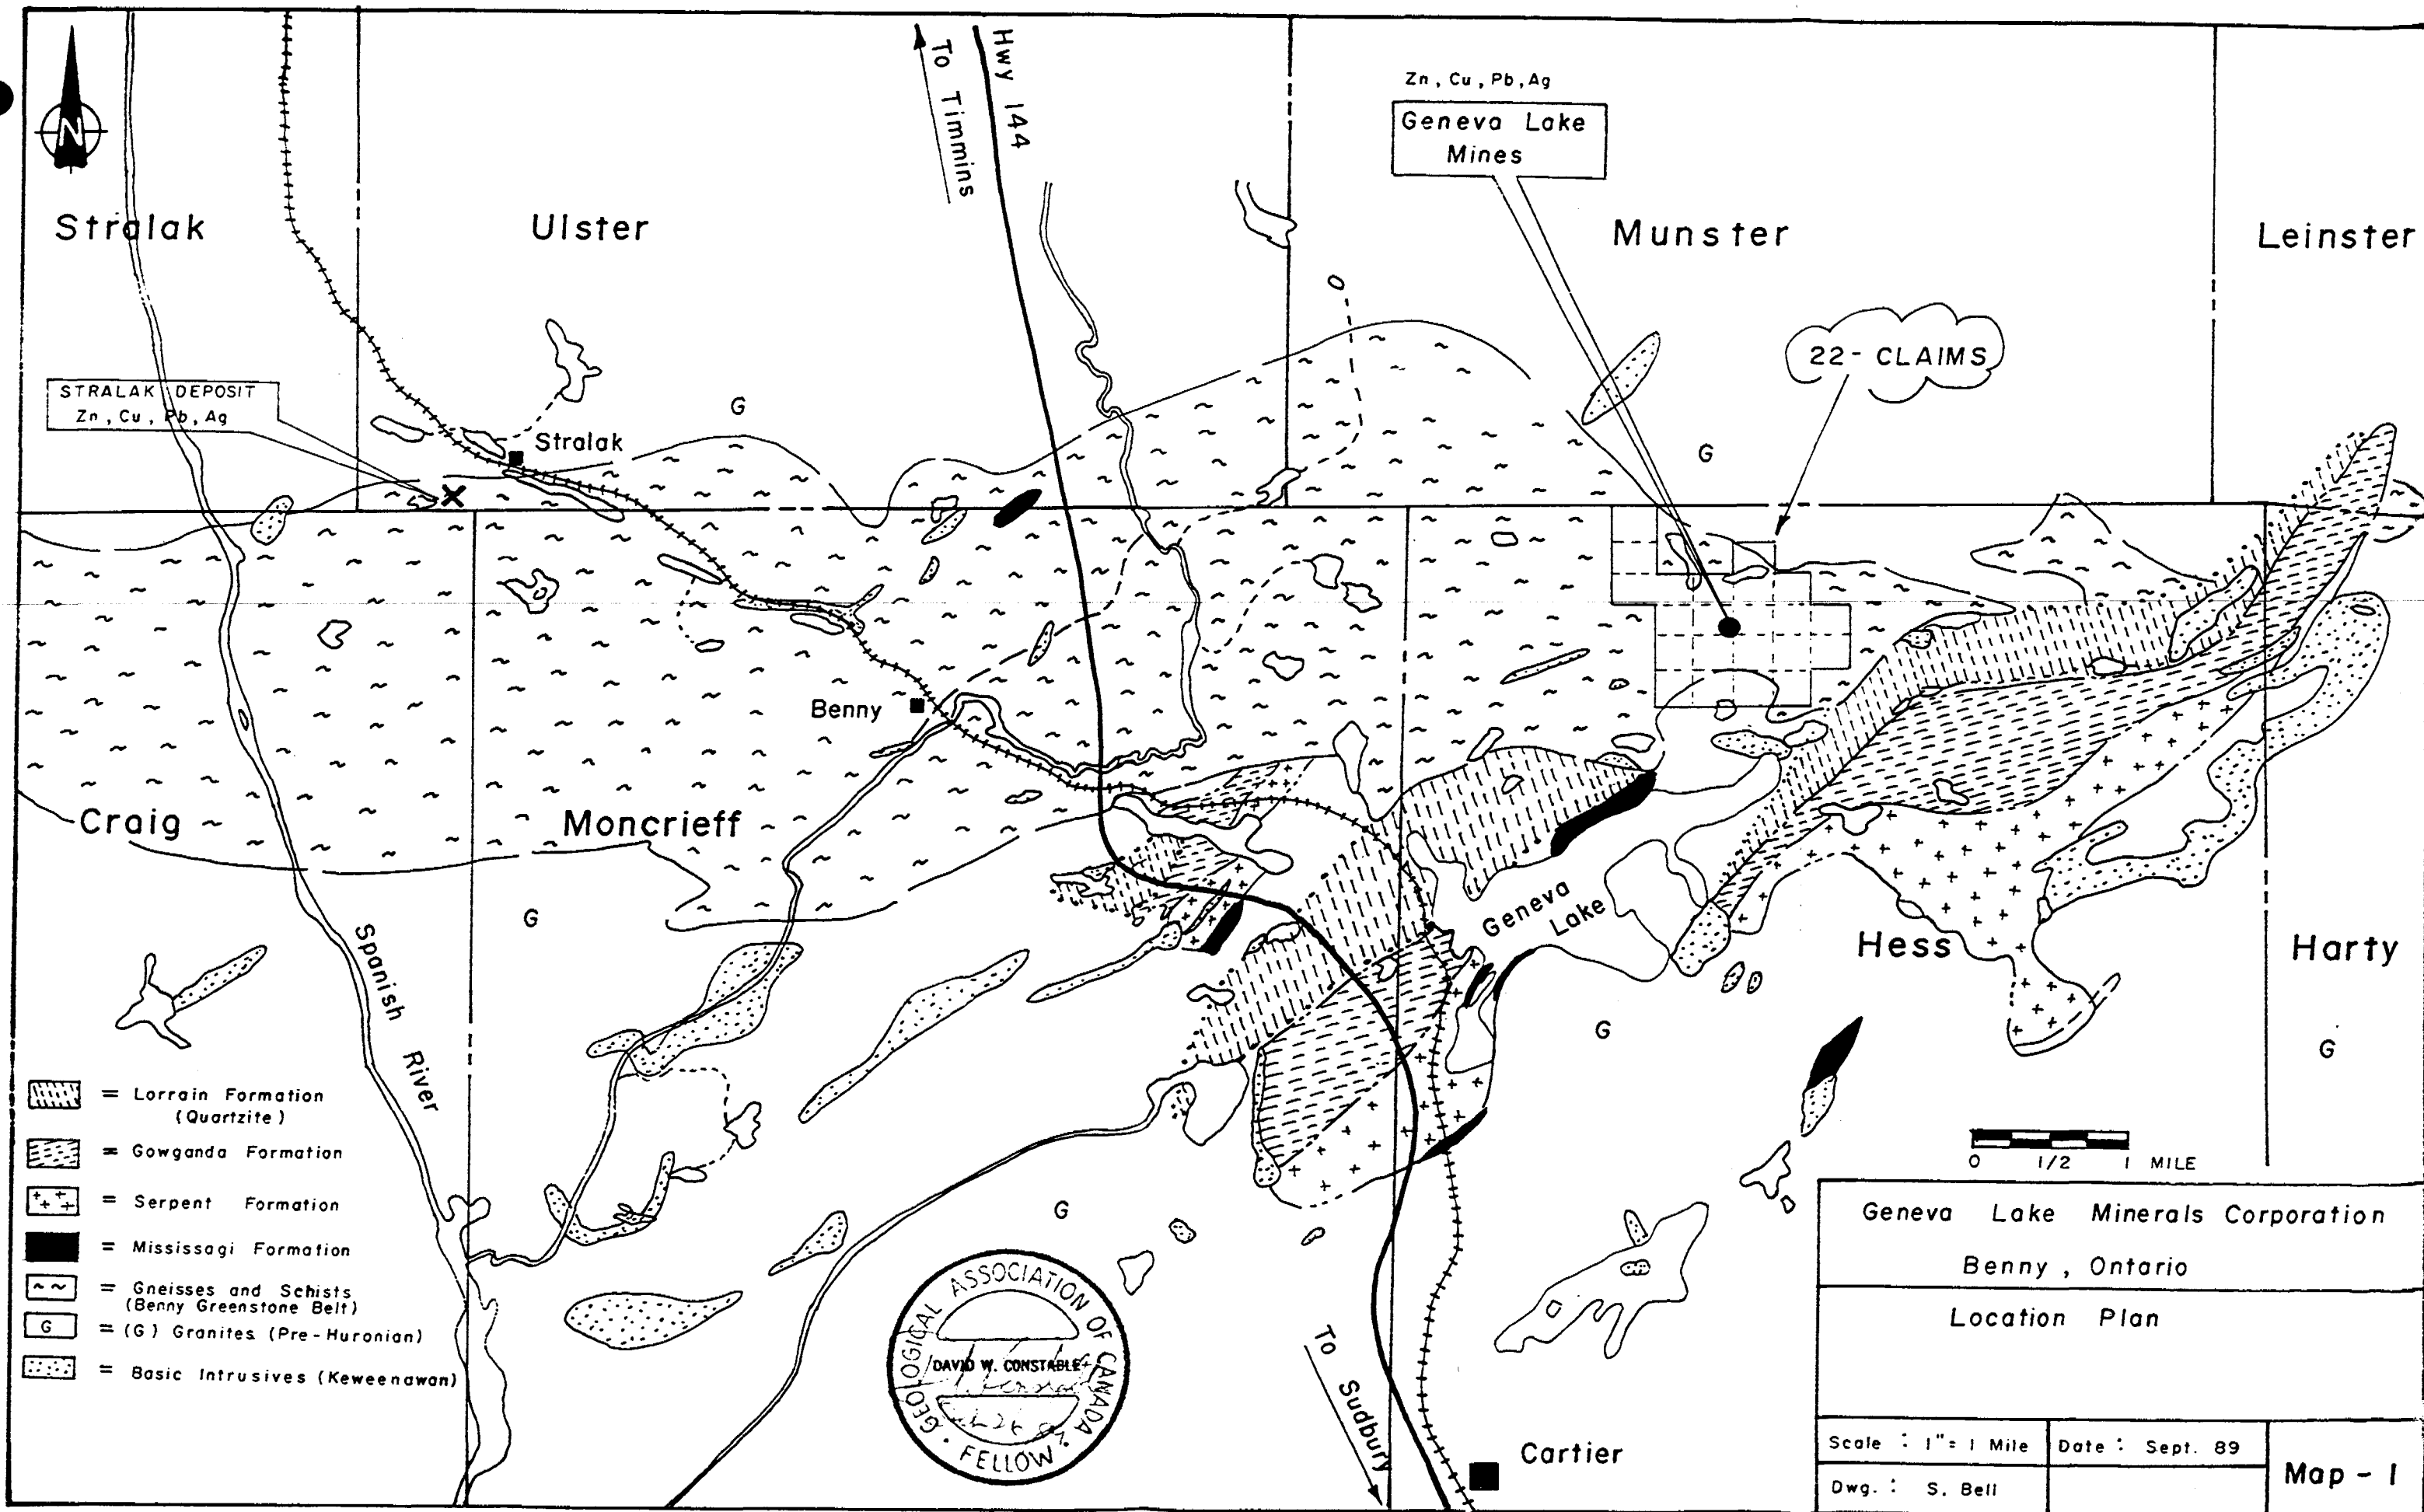 Hwy 144
To Timmins
Zn, Cu, Pb, Ag
Geneva Lake
Mines
N
Stralak
Ulster
Munster
Leinster
22- CLAIMS
STRALAK DEPOSIT
Zn, Cu, Pb, Ag
G
Stralak
G
Benny
Craig
Moncrieff
Geneva
Lake
Hess
Harty
G
Spanish
River
G
G
G
= Lorrain Formation
(Quartzite)
= Gowganda Formation
= Serpent Formation
= Mississagi Formation
= Gneisses and Schists
(Benny Greenstone Belt)
G = (G) Granites (Pre-Huronian)
= Basic Intrusives (Keweenawan)
GEOLOGICAL ASSOCIATION OF CANADA
DAVID W. CONSTABLE
FELLOW
To Sudbury
Cartier
0 1/2 1 MILE
Geneva Lake Minerals Corporation
Benny, Ontario
Location Plan
Scale : 1"= 1 Mile
Date : Sept. 89
Dwg. : S. Bell
Map - 1